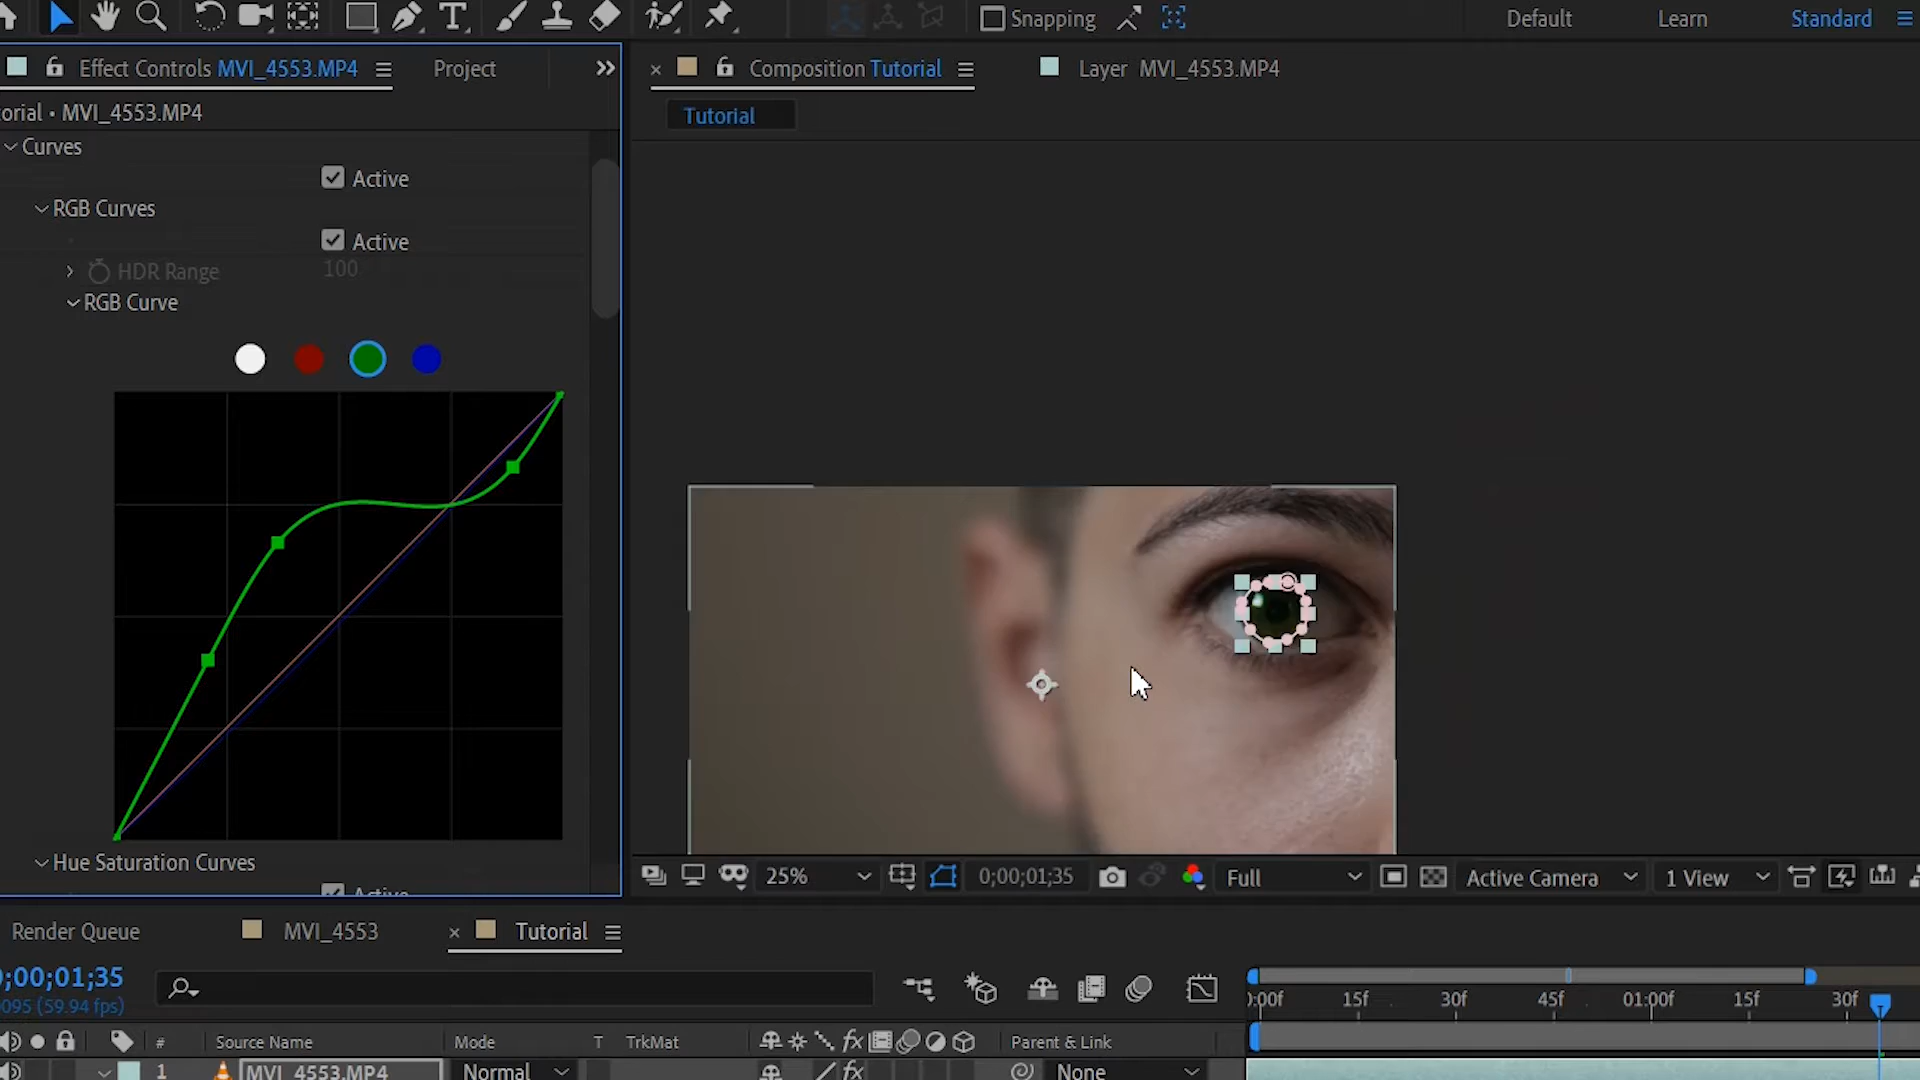 Snapping
Default
Learn
Standard
Effect Controls MVI_4553.MP4
Project
Composition Tutorial
Layer MVI_4553.MP4
orial • MVI_4553.MP4
Tutorial
Curves
Active
RGB Curves
Active
HDR Range
100
RGB Curve
Hue Saturation Curves
Active
25%
0;00;01;35
Full
Active Camera
1 View
Render Queue
MVI_4553
Tutorial
;00;01;35
095 (59.94 fps)
:00f
15f
30f
45f
01:00f
15f
30f
#
Source Name
Mode
T
TrkMat
fx
Parent & Link
1
MVI_4553.MP4
Normal
fx
None